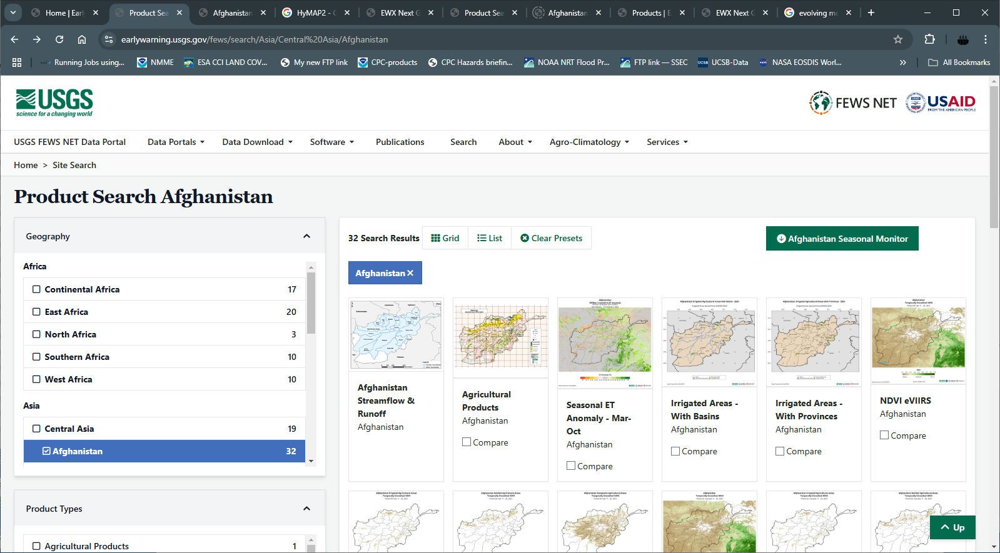 Home | Early
Product Sea
Afghanistan
HyMAP2 - G
EWX Next G
Product Sea
Afghanistan
Products | E
EWX Next G
evolving me
earlywarning.usgs.gov/fews/search/Asia/Central%20Asia/Afghanistan
Running Jobs using...
NMME
ESA CCI LAND COV...
My new FTP link
CPC-products
CPC Hazards briefin...
NOAA NRT Flood Pr...
FTP link — SSEC
UCSB
UCSB-Data
NASA EOSDIS Worl...
All Bookmarks
USGS
science for a changing world
FEWS NET
USAID
FROM THE AMERICAN PEOPLE
USGS FEWS NET Data Portal
Data Portals
Data Download
Software
Publications
Search
About
Agro-Climatology
Services
Home > Site Search
Product Search Afghanistan
Geography
Africa
Continental Africa 17
East Africa 20
North Africa 3
Southern Africa 10
West Africa 10
Asia
Central Asia 19
Afghanistan 32
Product Types
Agricultural Products 1
32 Search Results
Grid
List
Clear Presets
Afghanistan Seasonal Monitor
Afghanistan
Afghanistan
Streamflow &
Runoff
Afghanistan
Agricultural
Products
Afghanistan
Compare
Seasonal ET
Anomaly - Mar-
Oct
Afghanistan
Compare
Irrigated Areas -
With Basins
Afghanistan
Compare
Irrigated Areas -
With Provinces
Afghanistan
Compare
NDVI eVIIRS
Afghanistan
Compare
Up